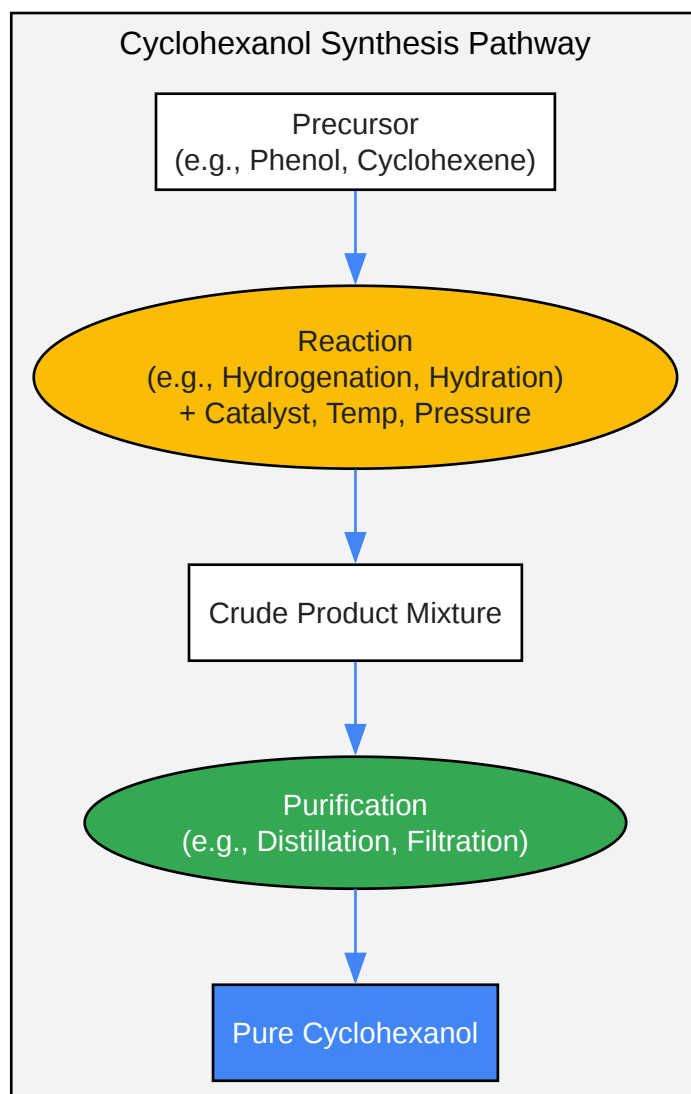 Cyclohexanol Synthesis Pathway
Precursor
(e.g., Phenol, Cyclohexene)
Reaction
(e.g., Hydrogenation, Hydration)
+ Catalyst, Temp, Pressure
Crude Product Mixture
Purification
(e.g., Distillation, Filtration)
Pure Cyclohexanol